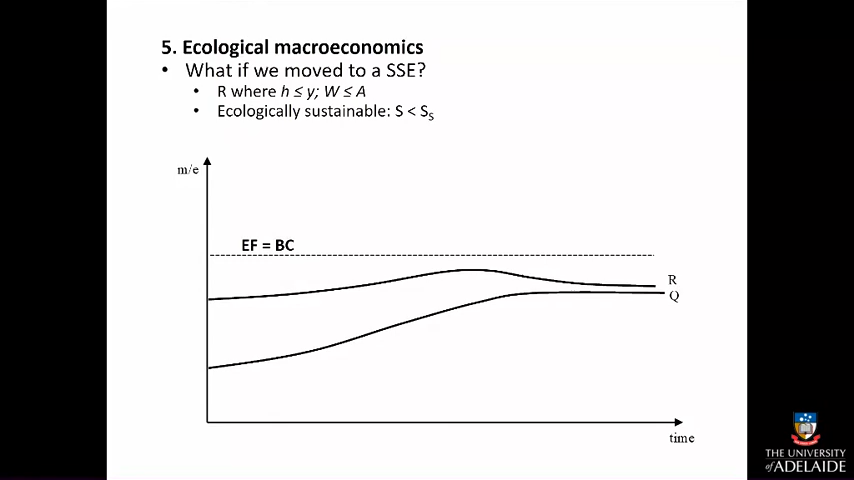 5. Ecological macroeconomics
• What if we moved to a SSE?
• R where h ≤ y; W ≤ A
• Ecologically sustainable: S < S_S
m/e
EF = BC
R
Q
time
THE UNIVERSITY
of ADELAIDE